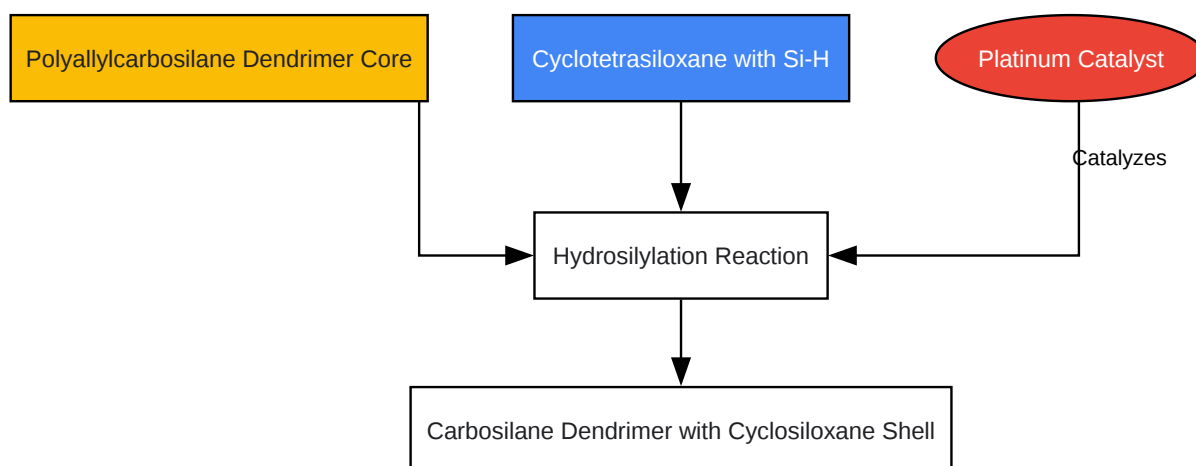 Polyallylcarbosilane Dendrimer Core
Cyclotetrasiloxane with Si-H
Platinum Catalyst
Catalyzes
Hydrosilylation Reaction
Carbosilane Dendrimer with Cyclosiloxane Shell